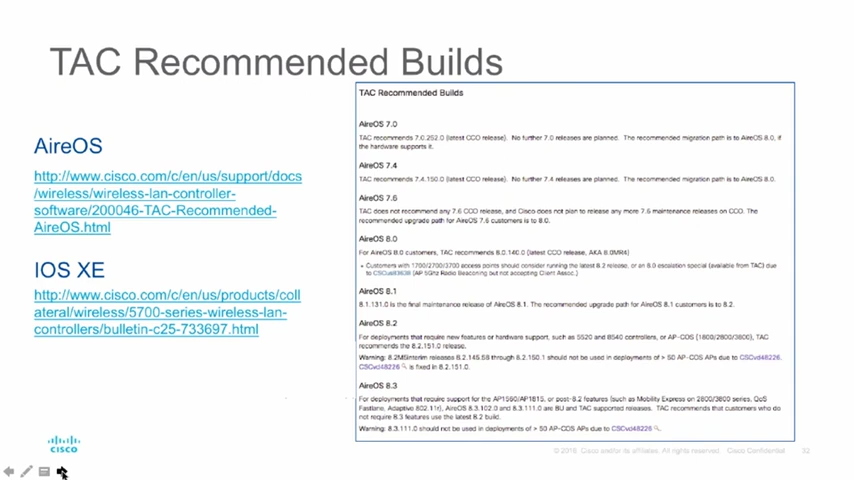 TAC Recommended Builds
AireOS
http://www.cisco.com/c/en/us/support/docs
/wireless/wireless-lan-controller-
software/200046-TAC-Recommended-
AireOS.html
IOS XE
http://www.cisco.com/c/en/us/products/coll
ateral/wireless/5700-series-wireless-lan-
controllers/bulletin-c25-733697.html
TAC Recommended Builds
AireOS 7.0
TAC recommends 7.0.252.0 (latest CCO release). No further 7.0 releases are planned. The recommended migration path is to AireOS 8.0, if
the hardware supports it.
AireOS 7.4
TAC recommends 7.4.150.0 (latest CCO release). No further 7.4 releases are planned. The recommended migration path is to AireOS 8.0.
AireOS 7.6
TAC does not recommend any 7.6 CCO release, and Cisco does not plan to release any more 7.6 maintenance releases on CCO. The
recommended upgrade path for AireOS 7.6 customers is to 8.0.
AireOS 8.0
For AireOS 8.0 customers, TAC recommends 8.0.140.0 (latest CCO release, AKA 8.0MR4)
• Customers with 1700/2700/3700 access points should consider running the latest 8.2 release, or an 8.0 escalation special (available from TAC) due
to (AP 5Ghz Radio Beaconing but not accepting Client Assoc.)
AireOS 8.1
8.1.131.0 is the final maintenance release of AireOS 8.1. The recommended upgrade path for AireOS 8.1 customers is to 8.2.
AireOS 8.2
For deployments that require new features or hardware support, such as 5520 and 8540 controllers, or AP-COS (1800/2800/3800), TAC
recommends the 8.2.151.0 release.
Warning: 8.2MSinterim releases 8.2.145.58 through 8.2.150.1 should not be used in deployments of > 50 AP-COS APs due to CSCvd48226.
CSCvd48226 is fixed in 8.2.151.0.
AireOS 8.3
For deployments that require support for the AP1560/AP1815, or post-8.2 features (such as Mobility Express on 2800/3800 series, QoS
Fastlane, Adaptive 802.11r), AireOS 8.3.102.0 and 8.3.111.0 are BU and TAC supported releases. TAC recommends that customers who do
not require 8.3 features use the latest 8.2 build.
Warning: 8.3.111.0 should not be used in deployments of > 50 AP-COS APs due to CSCvd48226
CISCO
© 2016 Cisco and/or its affiliates. All rights reserved. Cisco Confidential